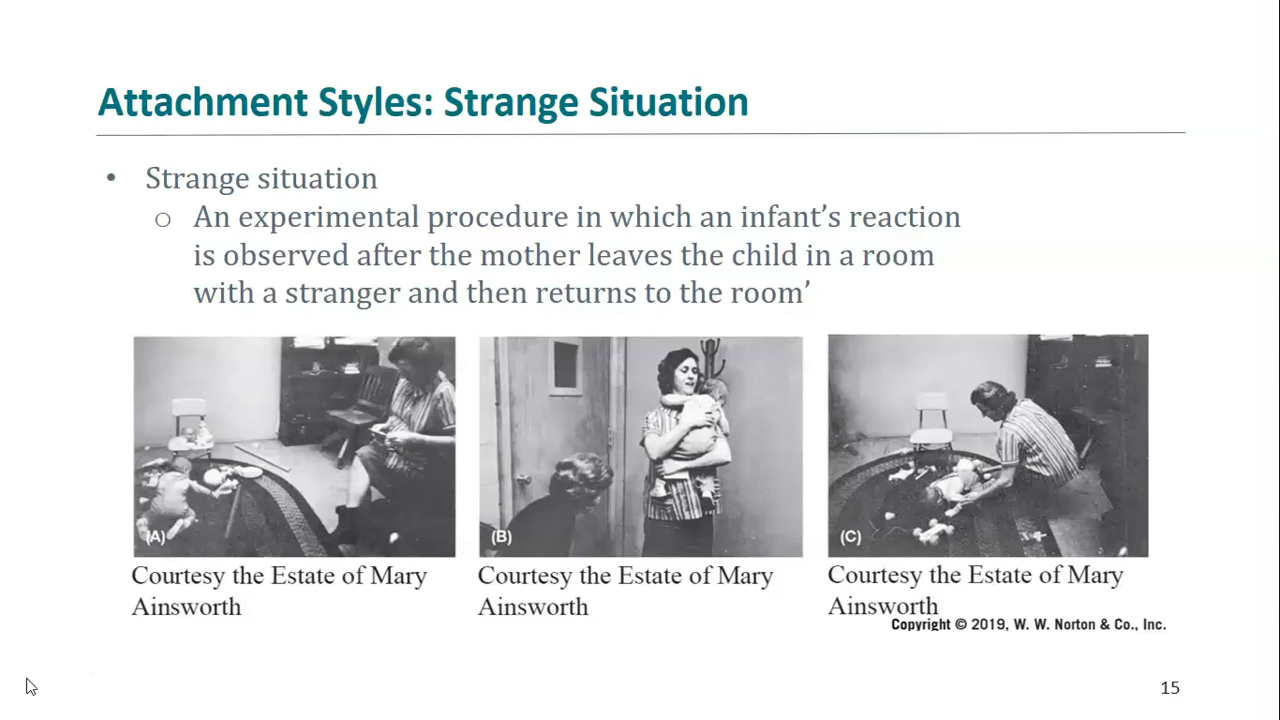 Attachment Styles: Strange Situation
• Strange situation
o An experimental procedure in which an infant’s reaction
is observed after the mother leaves the child in a room
with a stranger and then returns to the room’
(A)
(B)
(C)
Courtesy the Estate of Mary
Ainsworth
Courtesy the Estate of Mary
Ainsworth
Courtesy the Estate of Mary
Ainsworth
Copyright © 2019, W. W. Norton & Co., Inc.
15